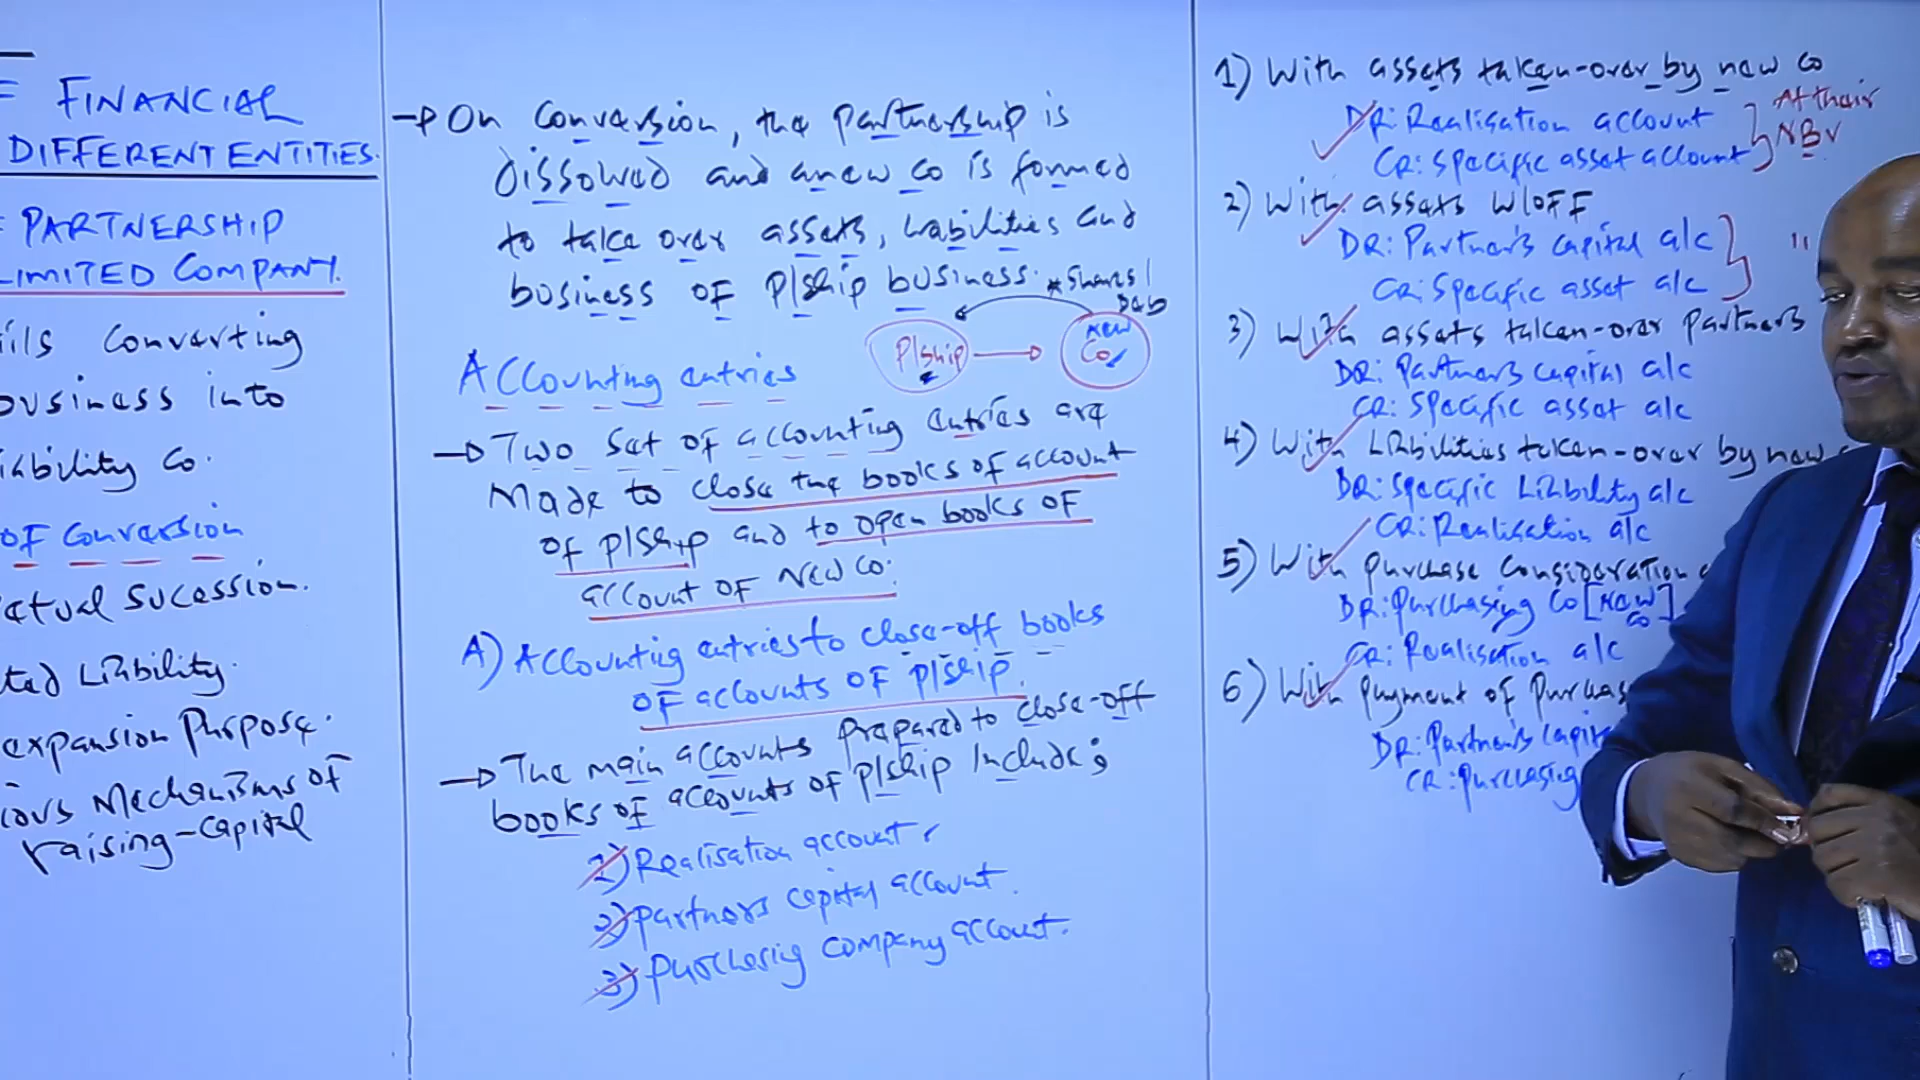 = FINANCIAL
DIFFERENT ENTITIES.
= PARTNERSHIP
LIMITED COMPANY.
ils Converting
business into
iability Co.
OF Conversion
etual Sucession.
ted Liability.
expansion Purpose.
ious Mechanisms of
raising-capital
→ On Conversion, the partnership is
Dissolved and a new Co is formed
to take over assets, Liabilities and
business of P/ship business.
*Shares/
Deb
P/ship → New Co
Accounting entries
→ Two Set of accounting entries are
Made to close the books of account
of P/ship and to open books of
account of New Co.
A) Accounting entries to close-off books
of accounts of P/ship.
→ The main accounts prepared to close-off
books of accounts of P/ship Include;
1) Realisation account
2) Partners capital account.
3) Purchasing company account.
1) With assets taken-over by new Co
DR: Realisation account
CR: Specific asset account
At their
NBV
2) With assets W/OFF
DR: Partner's capital a/c
CR: Specific asset a/c
"
3) With assets taken-over partners
DR: Partners capital a/c
CR: Specific asset a/c
4) With Liabilities taken-over by new
DR: Specific Liability a/c
CR: Realisation a/c
5) With purchase Consideration
DR: Purchasing Co [New Co]
CR: Realisation a/c
6) With payment of Purchas
DR: Partner's capit
CR: Purchasing